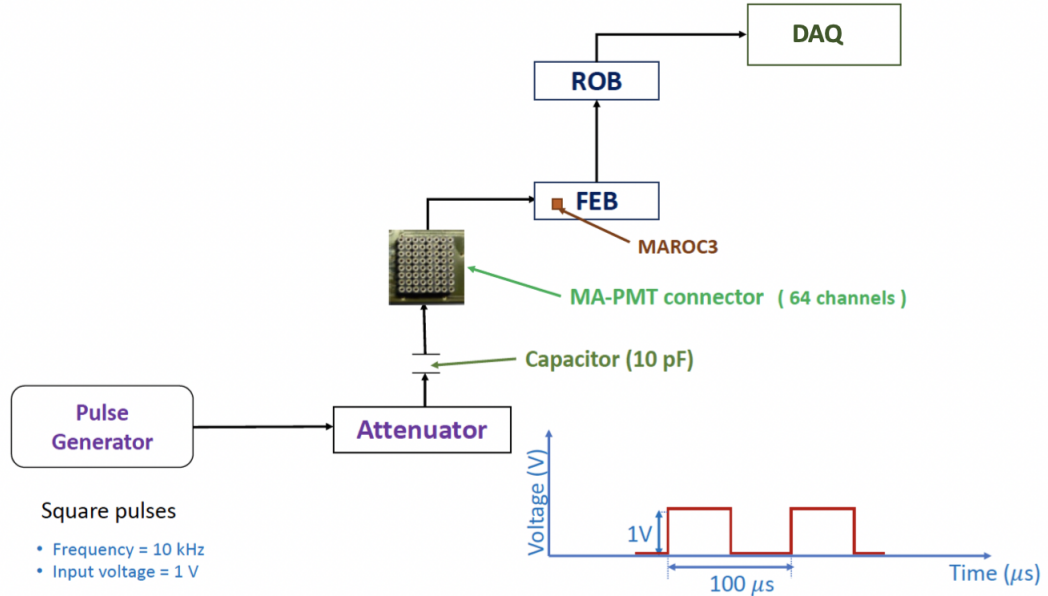 DAQ
ROB
FEB
MAROC3
MA-PMT connector ( 64 channels )
Capacitor (10 pF)
Pulse
Generator
Attenuator
Square pulses
• Frequency = 10 kHz
• Input voltage = 1 V
Voltage (V)
1V
100 μs
Time (μs)